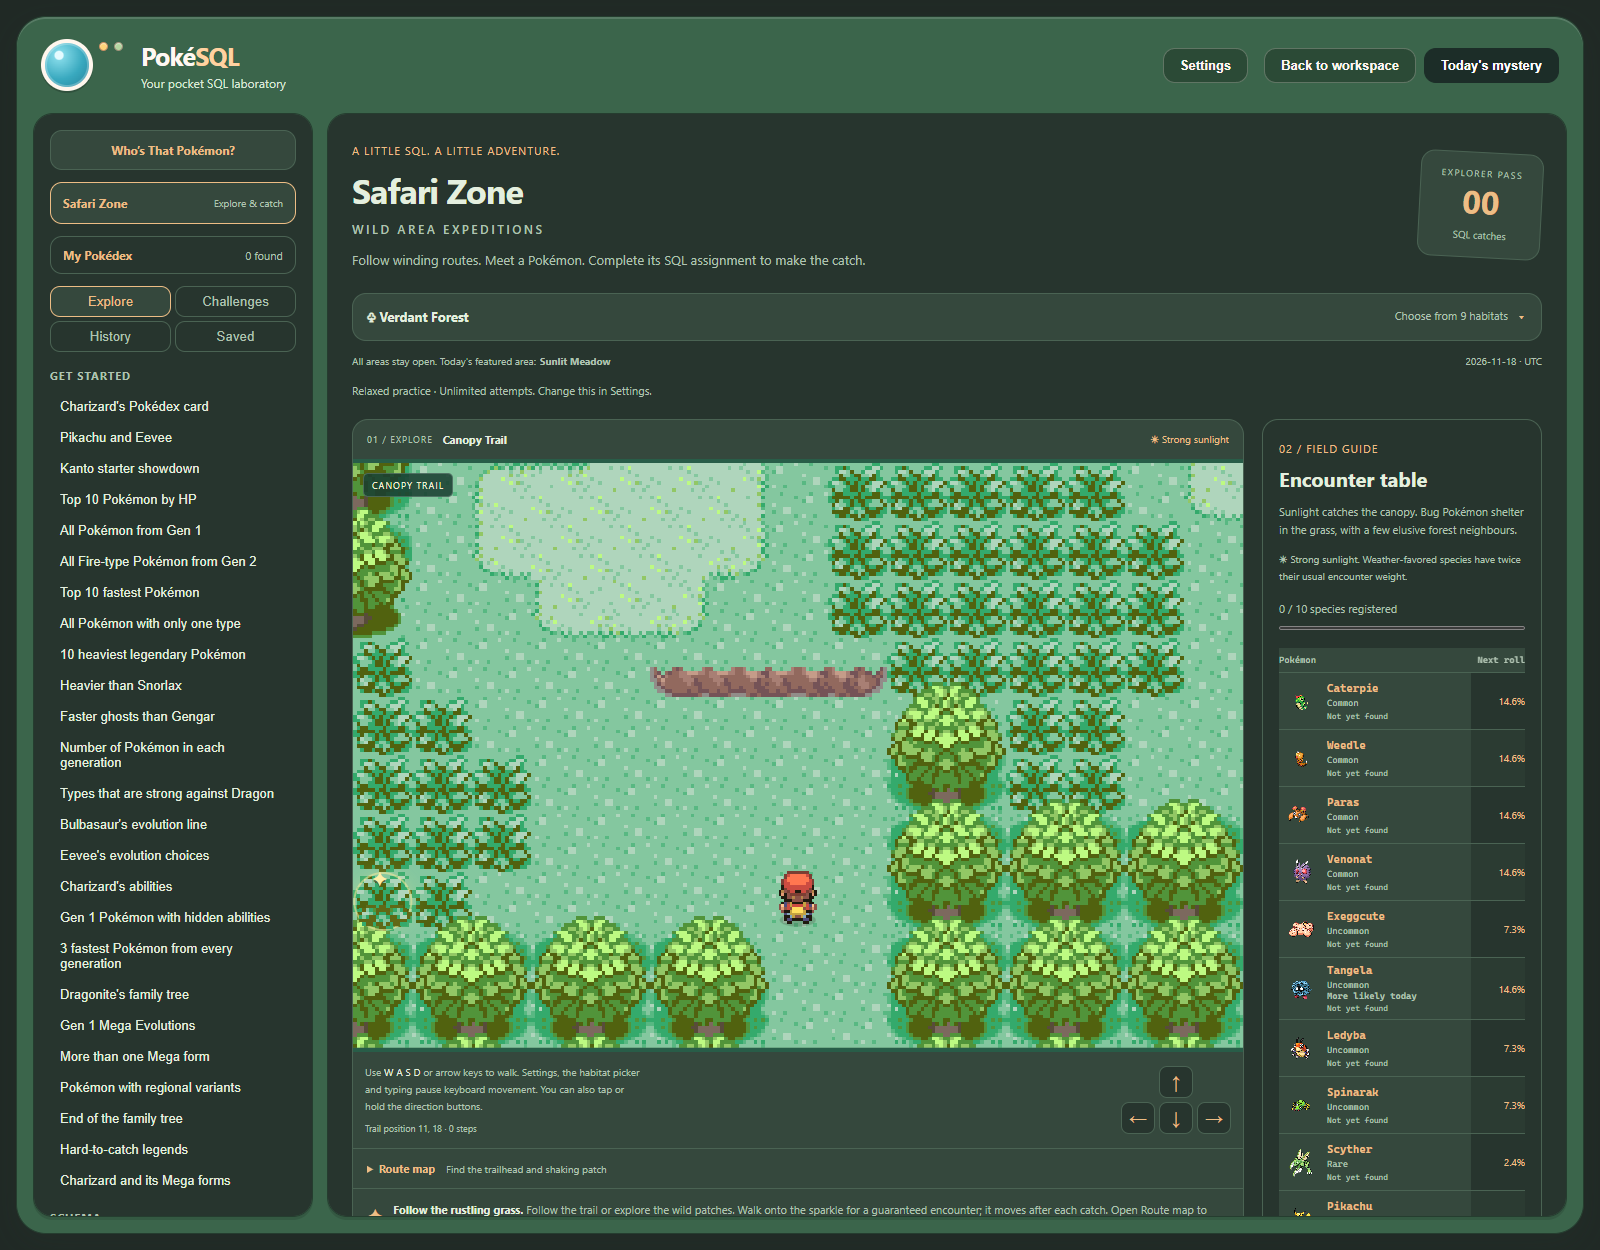 PokéSQL
Your pocket SQL laboratory
Settings
Back to workspace
Today's mystery
Who's That Pokémon?
Safari Zone
Explore & catch
My Pokédex
0 found
Explore
Challenges
History
Saved
GET STARTED
Charizard's Pokédex card
Pikachu and Eevee
Kanto starter showdown
Top 10 Pokémon by HP
All Pokémon from Gen 1
All Fire-type Pokémon from Gen 2
Top 10 fastest Pokémon
All Pokémon with only one type
10 heaviest legendary Pokémon
Heavier than Snorlax
Faster ghosts than Gengar
Number of Pokémon in each
generation
Types that are strong against Dragon
Bulbasaur's evolution line
Eevee's evolution choices
Charizard's abilities
Gen 1 Pokémon with hidden abilities
3 fastest Pokémon from every
generation
Dragonite's family tree
Gen 1 Mega Evolutions
More than one Mega form
Pokémon with regional variants
End of the family tree
Hard-to-catch legends
Charizard and its Mega forms
SCHEMA
A LITTLE SQL. A LITTLE ADVENTURE.
Safari Zone
WILD AREA EXPEDITIONS
Follow winding routes. Meet a Pokémon. Complete its SQL assignment to make the catch.
EXPLORER PASS
00
SQL catches
Verdant Forest
Choose from 9 habitats
All areas stay open. Today's featured area: Sunlit Meadow
2026-11-18 · UTC
Relaxed practice · Unlimited attempts. Change this in Settings.
01 / EXPLORE Canopy Trail
☀ Strong sunlight
CANOPY TRAIL
Use W A S D or arrow keys to walk. Settings, the habitat picker
and typing pause keyboard movement. You can also tap or
hold the direction buttons.
Trail position 11, 18 · 0 steps
↑
← ↓ →
Route map Find the trailhead and shaking patch
Follow the rustling grass. Follow the trail or explore the wild patches. Walk onto the sparkle for a guaranteed encounter; it moves after each catch. Open Route map to
02 / FIELD GUIDE
Encounter table
Sunlight catches the canopy. Bug Pokémon shelter
in the grass, with a few elusive forest neighbours.
☀ Strong sunlight. Weather-favored species have twice
their usual encounter weight.
0 / 10 species registered
Pokémon Next roll
Caterpie
Common
Not yet found
14.6%
Weedle
Common
Not yet found
14.6%
Paras
Common
Not yet found
14.6%
Venonat
Common
Not yet found
14.6%
Exeggcute
Uncommon
Not yet found
7.3%
Tangela
Uncommon
More likely today
Not yet found
14.6%
Ledyba
Uncommon
Not yet found
7.3%
Spinarak
Uncommon
Not yet found
7.3%
Scyther
Rare
Not yet found
2.4%
Pikachu